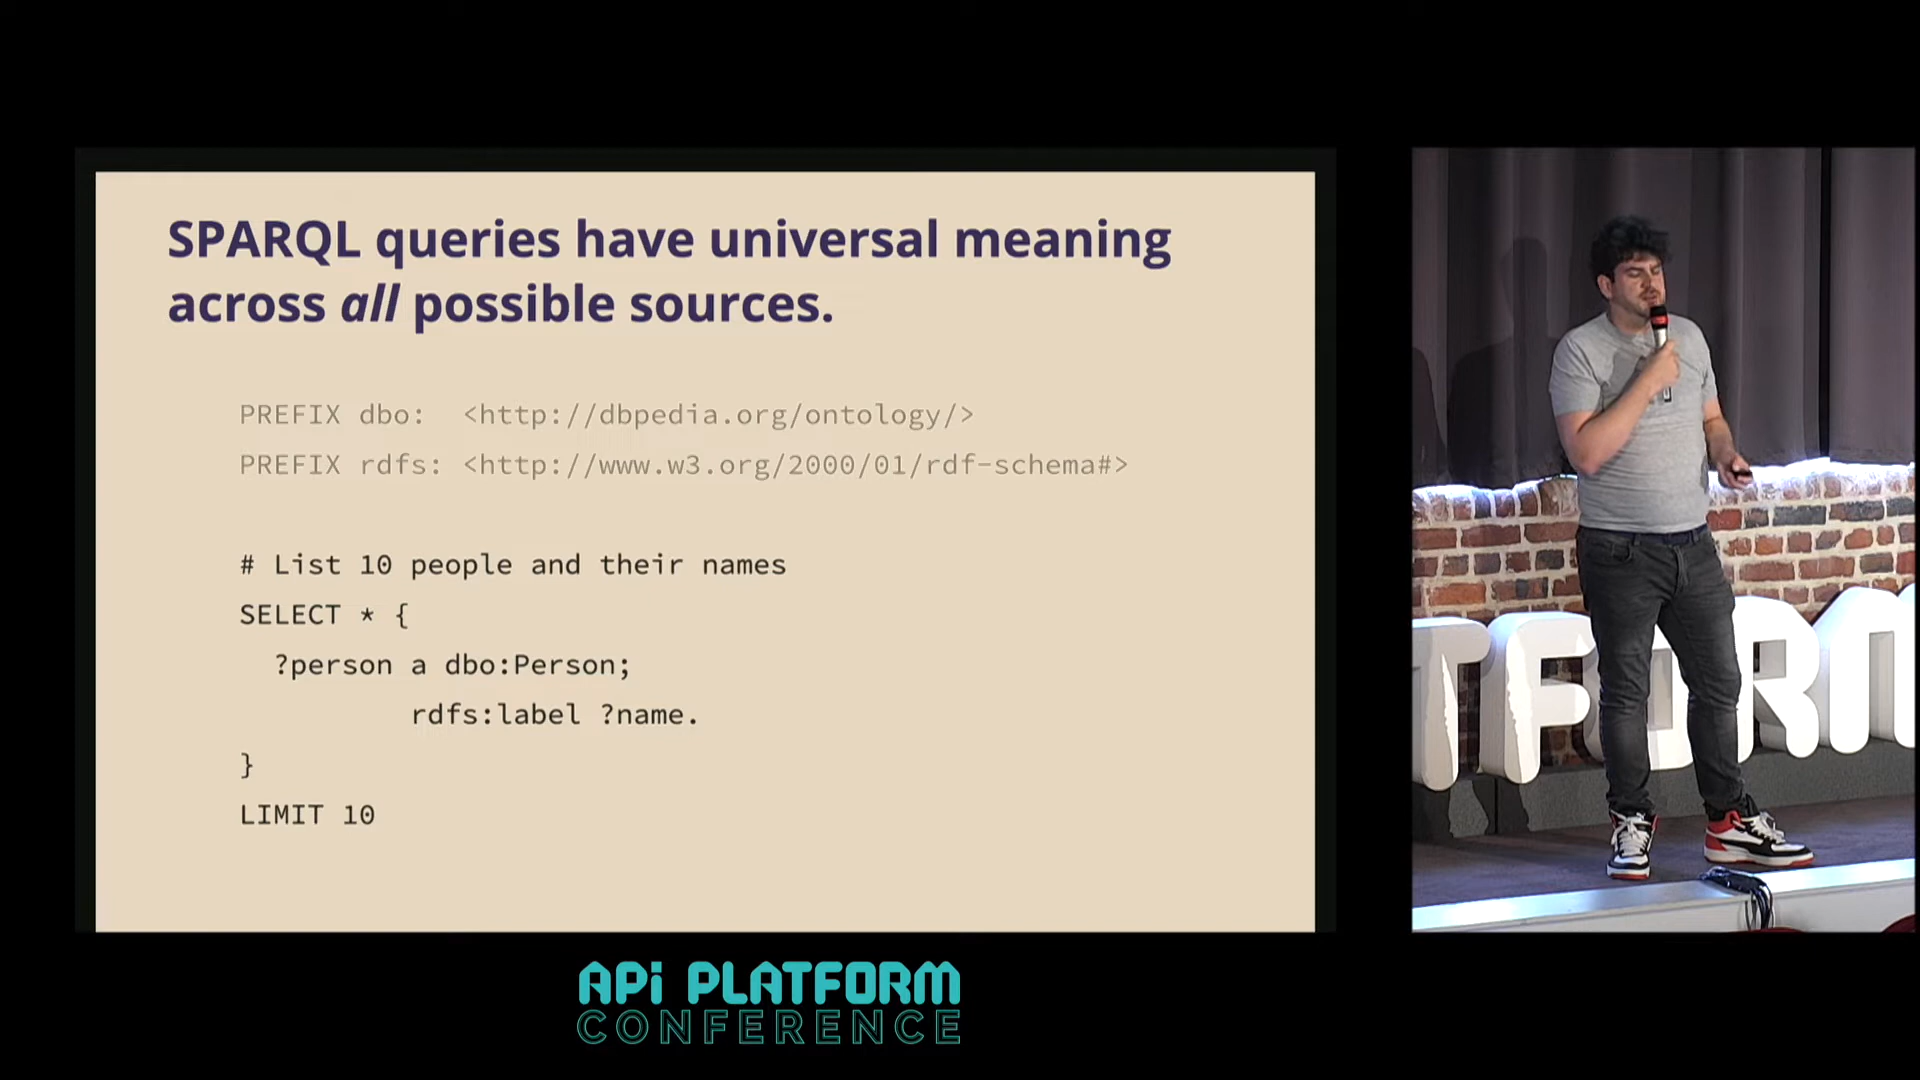 SPARQL queries have universal meaning
across all possible sources.
PREFIX dbo:  <http://dbpedia.org/ontology/>
PREFIX rdfs: <http://www.w3.org/2000/01/rdf-schema#>
# List 10 people and their names
SELECT * {
?person a dbo:Person;
rdfs:label ?name.
}
LIMIT 10
TFORM
API PLATFORM
CONFERENCE